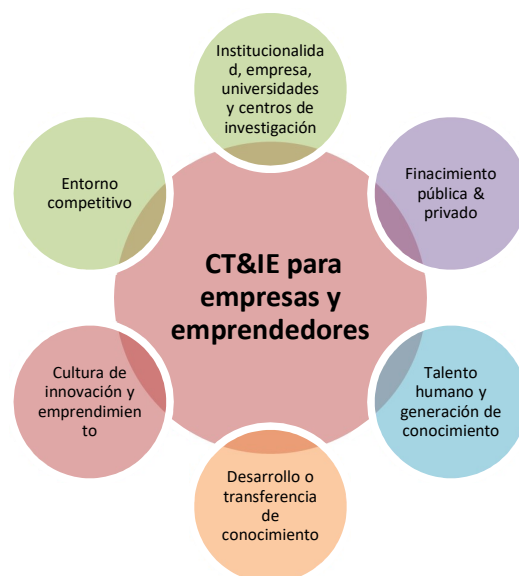 Institucionalida
d, empresa,
universidades
y centros de
investigación
Finacimiento
pública &
privado
Entorno
competitivo
CT&IE para
empresas y
emprendedores
Cultura de
innovación y
emprendimien
to
Talento
humano y
generación de
conocimiento
Desarrollo o
transferencia
de
conocimiento